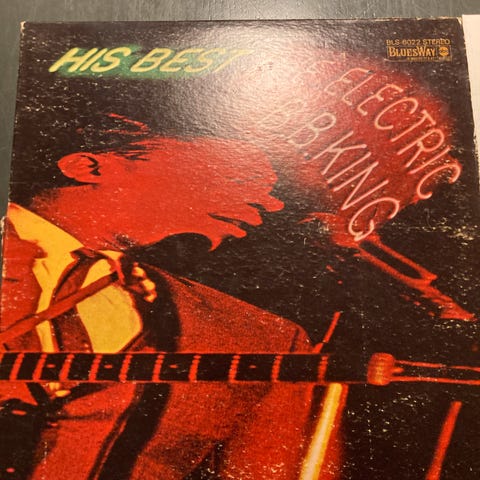 BLS-6022 STEREO
BLUESWAY
HIS BEST
ELECTRIC
B.B. KING